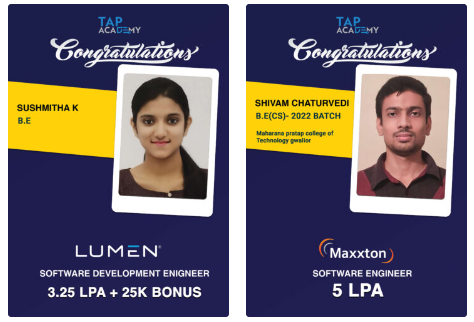 TAP
ACADEMY
Congratulations
SUSHMITHA K
B.E
LUMEN®
SOFTWARE DEVELOPMENT ENIGNEER
3.25 LPA + 25K BONUS
TAP
ACADEMY
Congratulations
SHIVAM CHATURVEDI
B.E(CS)- 2022 BATCH
Maharana pratap college of
Technology gwalior
Maxxton
SOFTWARE ENGINEER
5 LPA